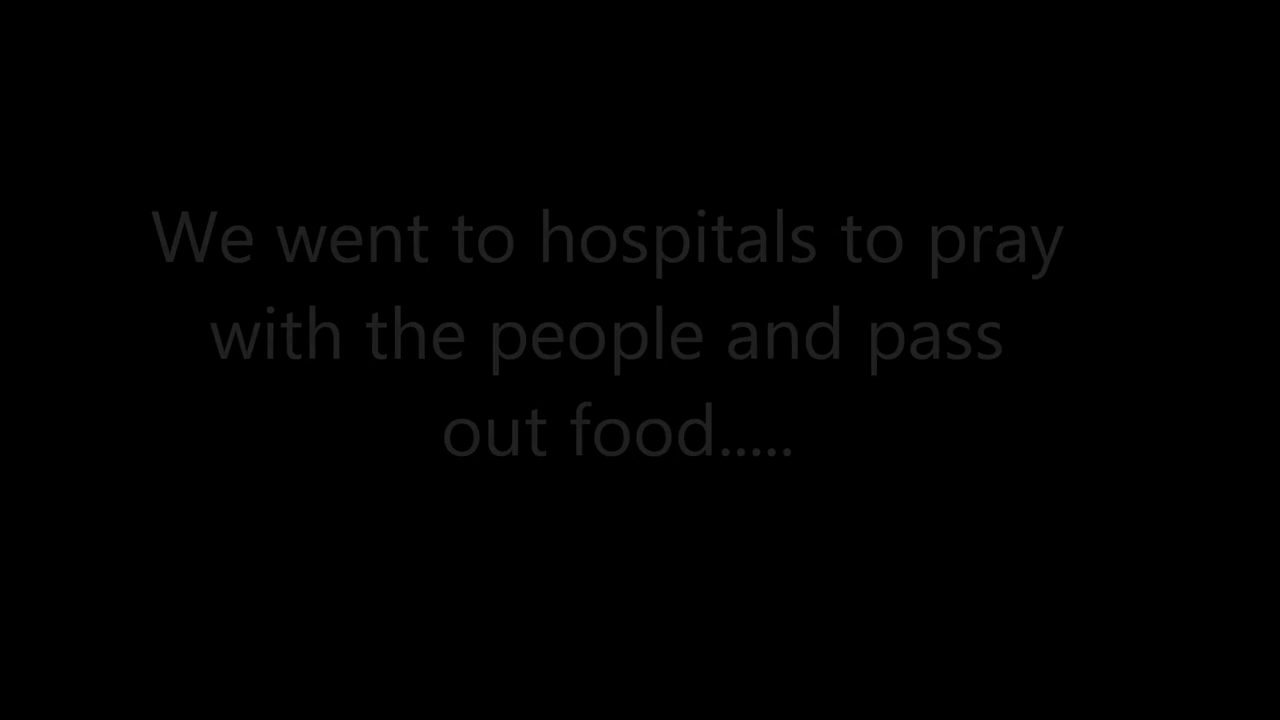 We went to hospitals to pray
with the people and pass
out food.....